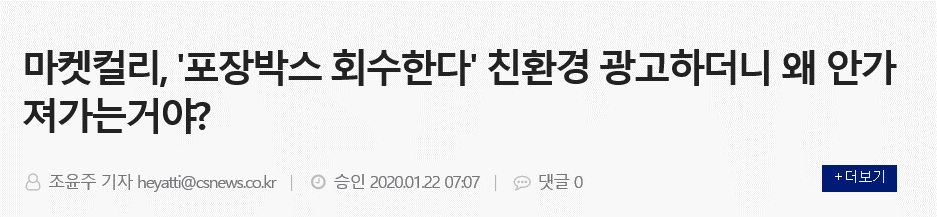 마켓컬리, '포장박스 회수한다' 친환경 광고하더니 왜 안가
져가는거야?
조윤주 기자 heyatti@csnews.co.kr | 승인 2020.01.22 07:07 | 댓글 0 +더보기